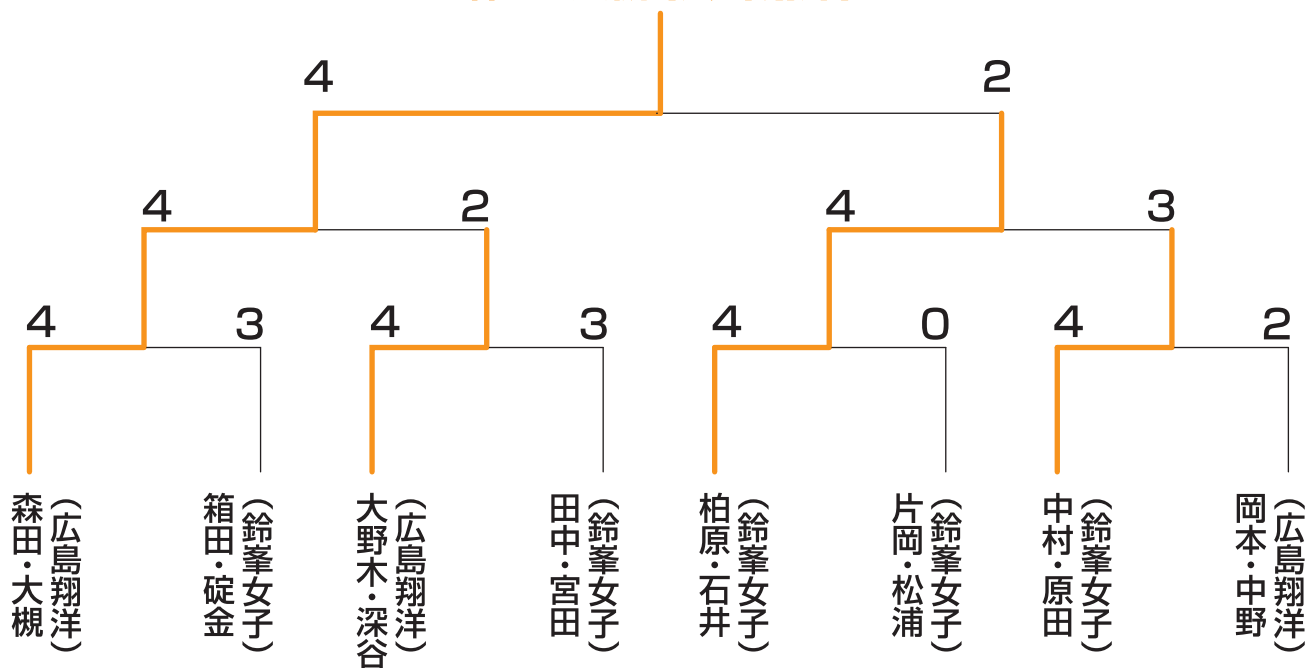 4
2
4
2
4
3
4
3
4
3
4
0
4
2
森田・大槻
(広島翔洋)
箱田・碇金
(鈴峯女子)
大野木・深谷
(広島翔洋)
田中・宮田
(鈴峯女子)
柏原・石井
(鈴峯女子)
片岡・松浦
(鈴峯女子)
中村・原田
(鈴峯女子)
岡本・中野
(広島翔洋)